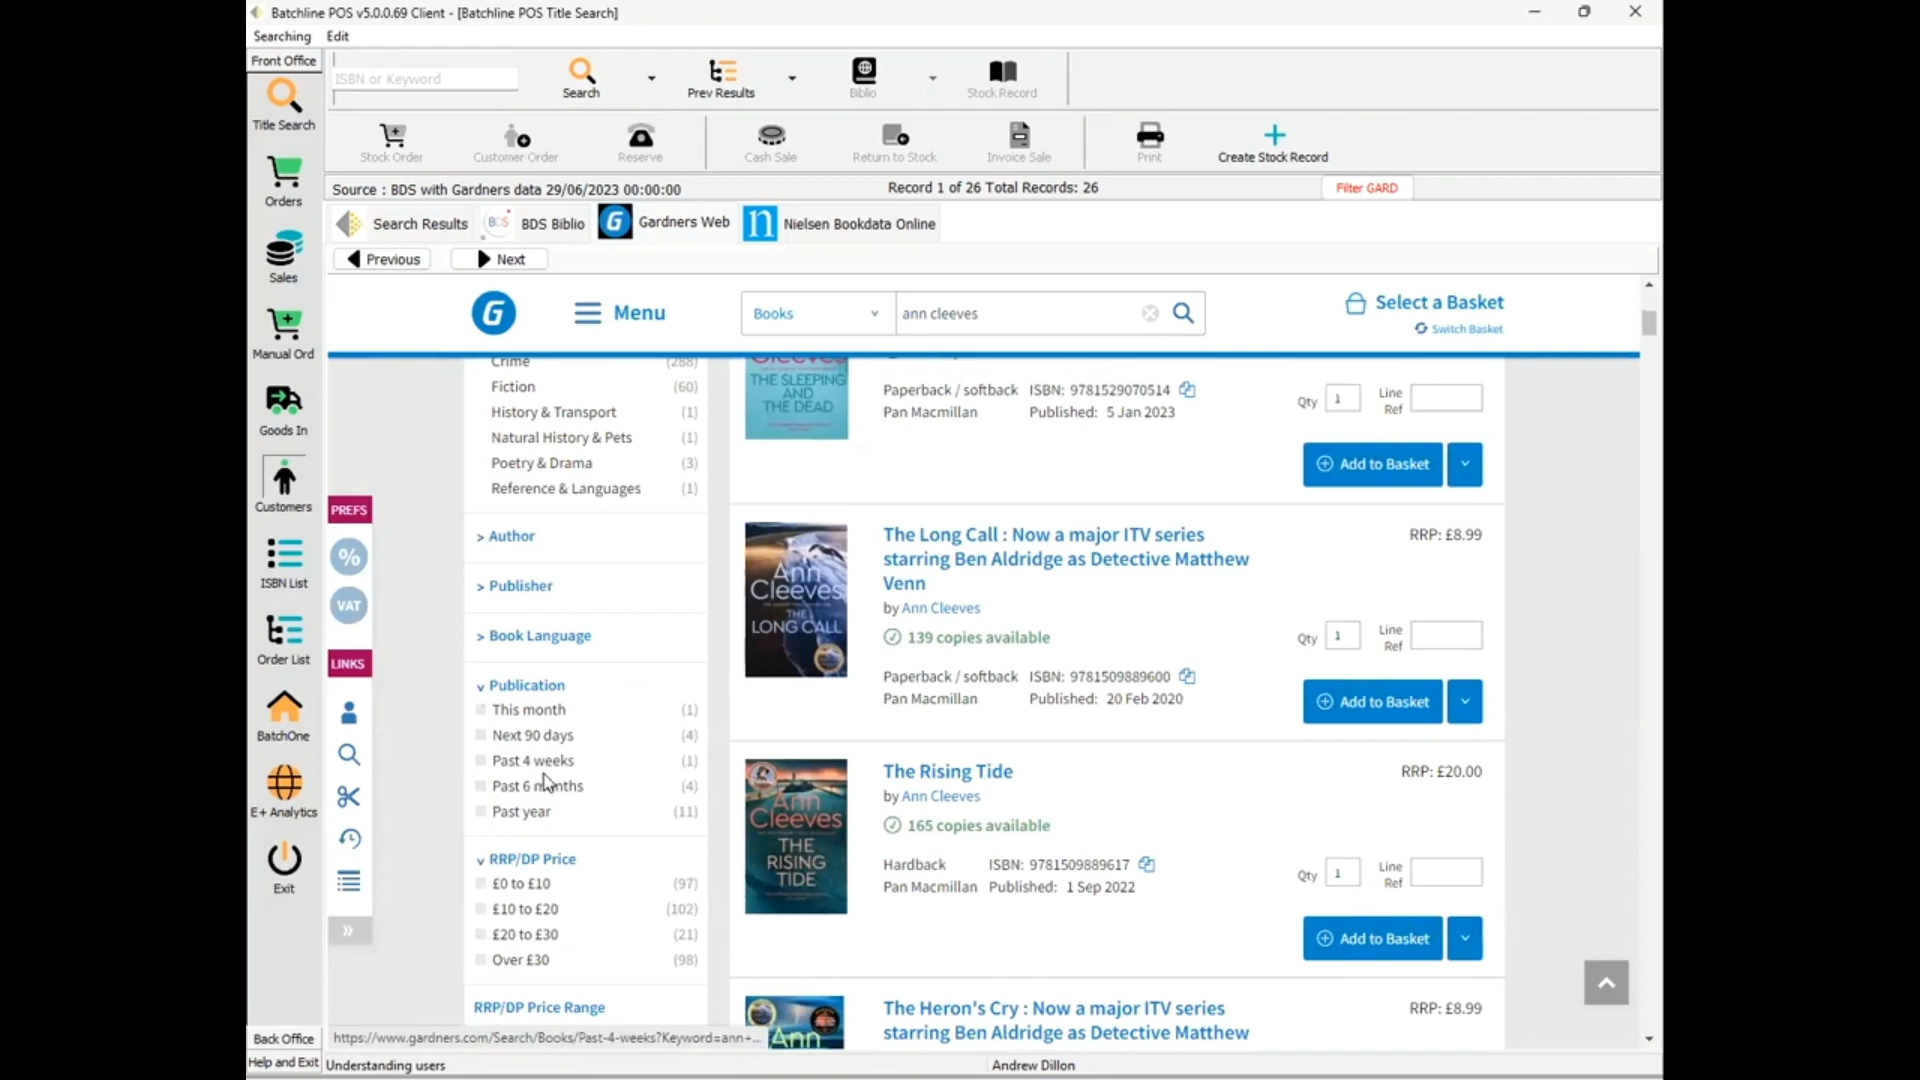 Batchline POS v5.0.0.69 Client - [Batchline POS Title Search]
Searching Edit
Front Office
ISBN or Keyword
Search
Prev Results
Biblio
Stock Record
Title Search
Stock Order
Customer Order
Reserve
Cash Sale
Return to Stock
Invoice Sale
Print
Create Stock Record
Source : BDS with Gardners data 29/06/2023 00:00:00
Record 1 of 26 Total Records: 26
Filter GARD
Orders
Search Results
BDS
BDS Biblio
G
Gardners Web
n
Nielsen Bookdata Online
Previous
Next
Sales
G
Menu
Books
ann cleeves
Select a Basket
Switch Basket
Manual Ord
Goods In
Customers
ISBN List
Order List
BatchOne
E+ Analytics
Exit
PREFS
%
VAT
LINKS
»
Crime (288)
Fiction (60)
History & Transport (1)
Natural History & Pets (1)
Poetry & Drama (3)
Reference & Languages (1)
> Author
> Publisher
> Book Language
v Publication
This month (1)
Next 90 days (4)
Past 4 weeks (1)
Past 6 months (4)
Past year (11)
v RRP/DP Price
£0 to £10 (97)
£10 to £20 (102)
£20 to £30 (21)
Over £30 (98)
RRP/DP Price Range
Cleeves
THE SLEEPING
AND
THE DEAD
Paperback / softback ISBN: 9781529070514
Pan Macmillan Published: 5 Jan 2023
Qty 1 Line Ref
Add to Basket
Ann
Cleeves
THE
LONG CALL
The Long Call : Now a major ITV series
starring Ben Aldridge as Detective Matthew
Venn
RRP: £8.99
by Ann Cleeves
139 copies available
Paperback / softback ISBN: 9781509889600
Pan Macmillan Published: 20 Feb 2020
Qty 1 Line Ref
Add to Basket
Ann
Cleeves
THE
RISING
TIDE
The Rising Tide
RRP: £20.00
by Ann Cleeves
165 copies available
Hardback ISBN: 9781509889617
Pan Macmillan Published: 1 Sep 2022
Qty 1 Line Ref
Add to Basket
Ann
The Heron's Cry : Now a major ITV series
starring Ben Aldridge as Detective Matthew
RRP: £8.99
https://www.gardners.com/Search/Books/Past-4-weeks?Keyword=ann+...
Back Office
Help and Exit
Understanding users
Andrew Dillon